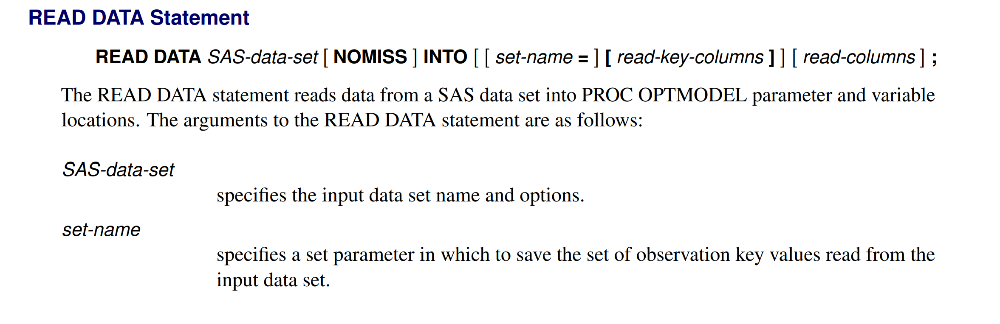 READ DATA Statement
READ DATA SAS-data-set [ NOMISS ] INTO [ [ set-name = ] [ read-key-columns ] ] [ read-columns ] ;
The READ DATA statement reads data from a SAS data set into PROC OPTMODEL parameter and variable
locations. The arguments to the READ DATA statement are as follows:
SAS-data-set
specifies the input data set name and options.
set-name
specifies a set parameter in which to save the set of observation key values read from the
input data set.